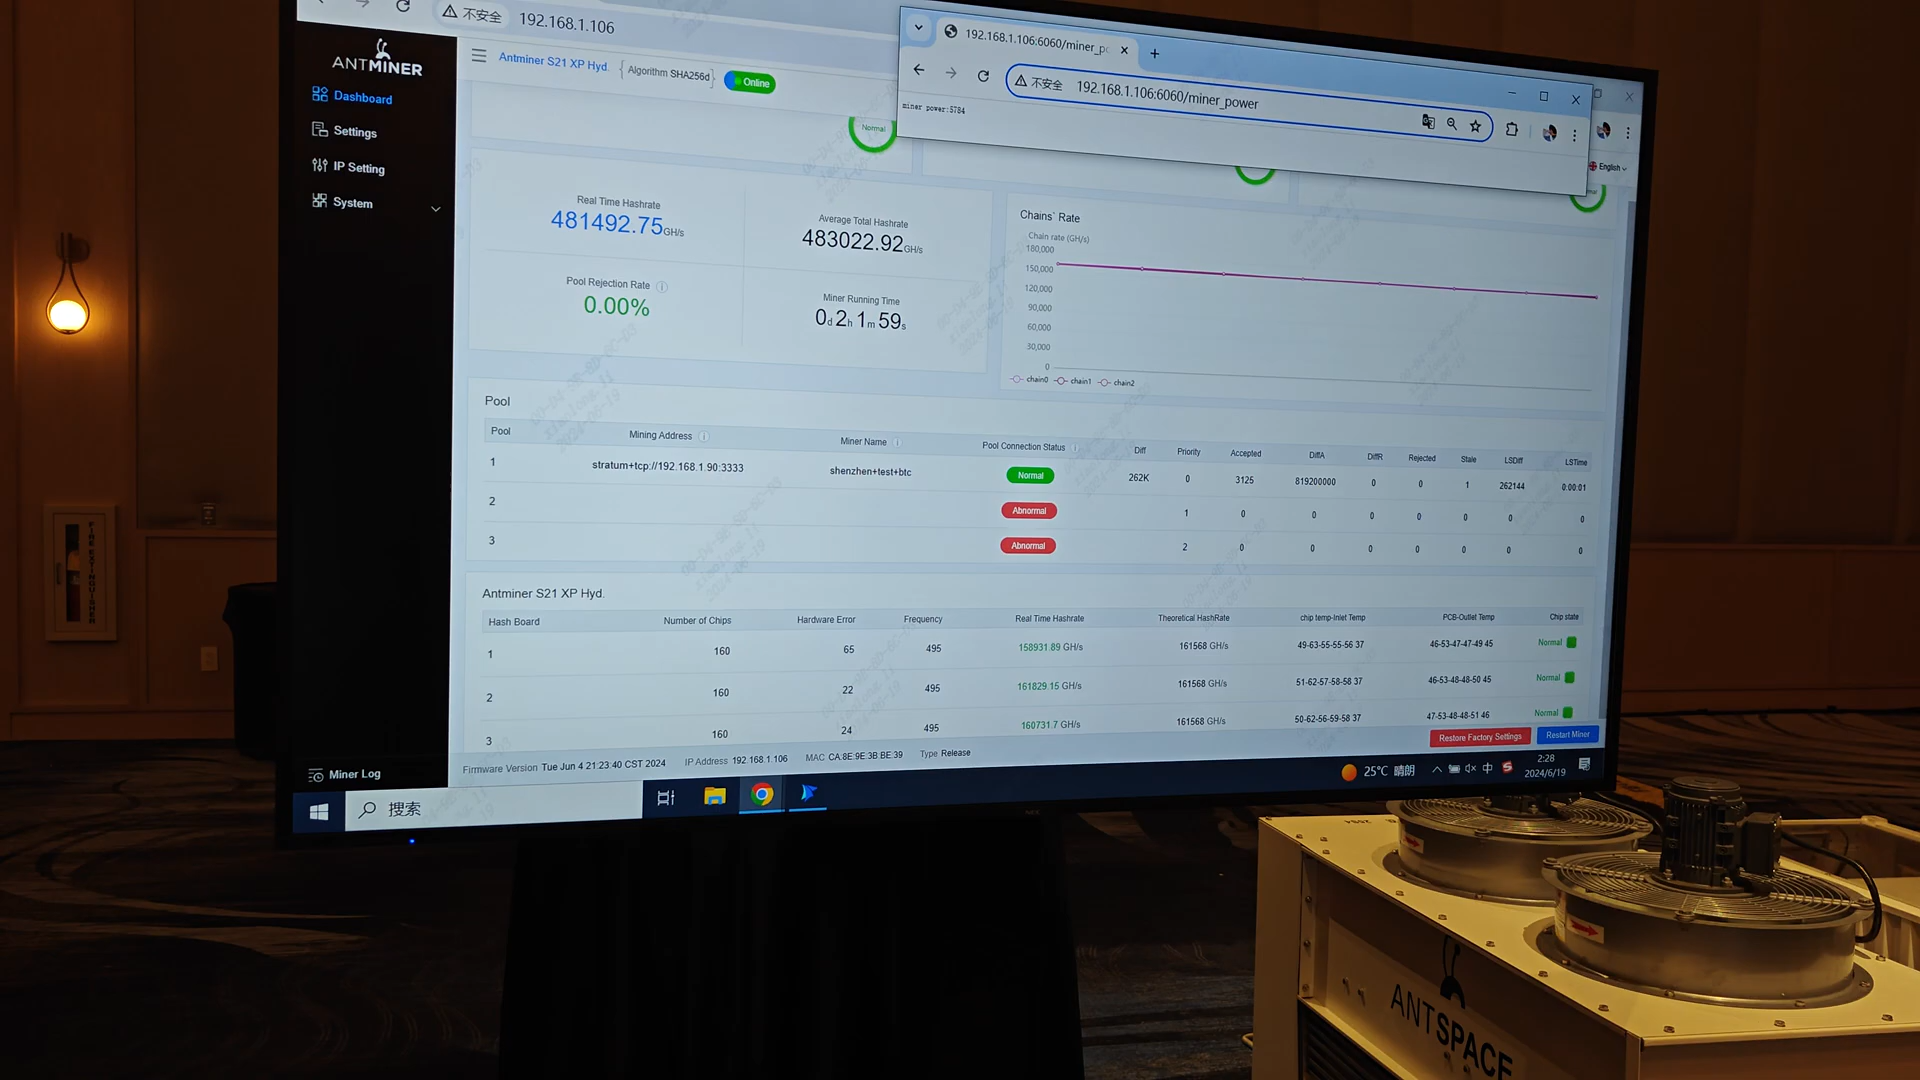 不安全 192.168.1.106
192.168.1.106:6060/miner_p
不安全 192.168.1.106:6060/miner_power
miner power:5784
ANTMINER
Antminer S21 XP Hyd.
Algorithm SHA256d
Online
English
Dashboard
Settings
IP Setting
System
Normal
Real Time Hashrate
481492.75GH/s
Average Total Hashrate
483022.92GH/s
Pool Rejection Rate
0.00%
Miner Running Time
0d 2h 1m 59s
Chains` Rate
Chain rate (GH/s)
180,000
150,000
120,000
90,000
60,000
30,000
0
chain0 chain1 chain2
Pool
Pool Mining Address Miner Name Pool Connection Status Diff Priority Accepted DiffA DiffR Rejected Stale LSDiff LSTime
1 stratum+tcp://192.168.1.90:3333 shenzhen+test+btc Normal 262K 0 3125 819200000 0 0 1 262144 0:00:01
2 Abnormal 1 0 0 0 0 0 0 0
3 Abnormal 2 0 0 0 0 0 0 0
Antminer S21 XP Hyd.
Hash Board Number of Chips Hardware Error Frequency Real Time Hashrate Theoretical HashRate chip temp-Inlet Temp PCB-Outlet Temp Chip state
1 160 65 495 158931.89 GH/s 161568 GH/s 49-63-55-55-56 37 46-53-47-47-49 45 Normal
2 160 22 495 161829.15 GH/s 161568 GH/s 51-62-57-58-58 37 46-53-48-48-50 45 Normal
3 160 24 495 160731.7 GH/s 161568 GH/s 50-62-56-59-58 37 47-53-48-48-51 46 Normal
Restore Factory Settings Restart Miner
Miner Log
Firmware Version Tue Jun 4 21:23:40 CST 2024 IP Address 192.168.1.106 MAC CA:8E:9E:3B:BE:39 Type Release
搜索
25°C 晴朗
中
2:28
2024/6/19
FIRE EXTINGUISHER
ANTSPACE